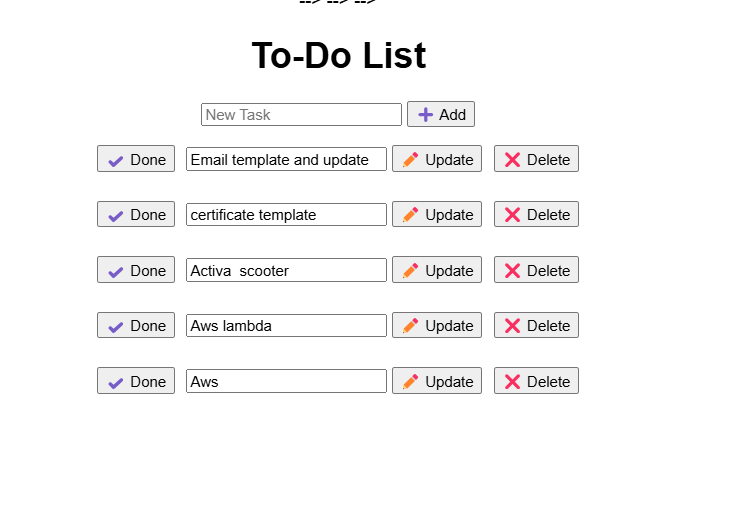 --> --> -->
To-Do List
New Task Add
Done Email template and update Update Delete
Done certificate template Update Delete
Done Activa  scooter Update Delete
Done Aws lambda Update Delete
Done Aws Update Delete